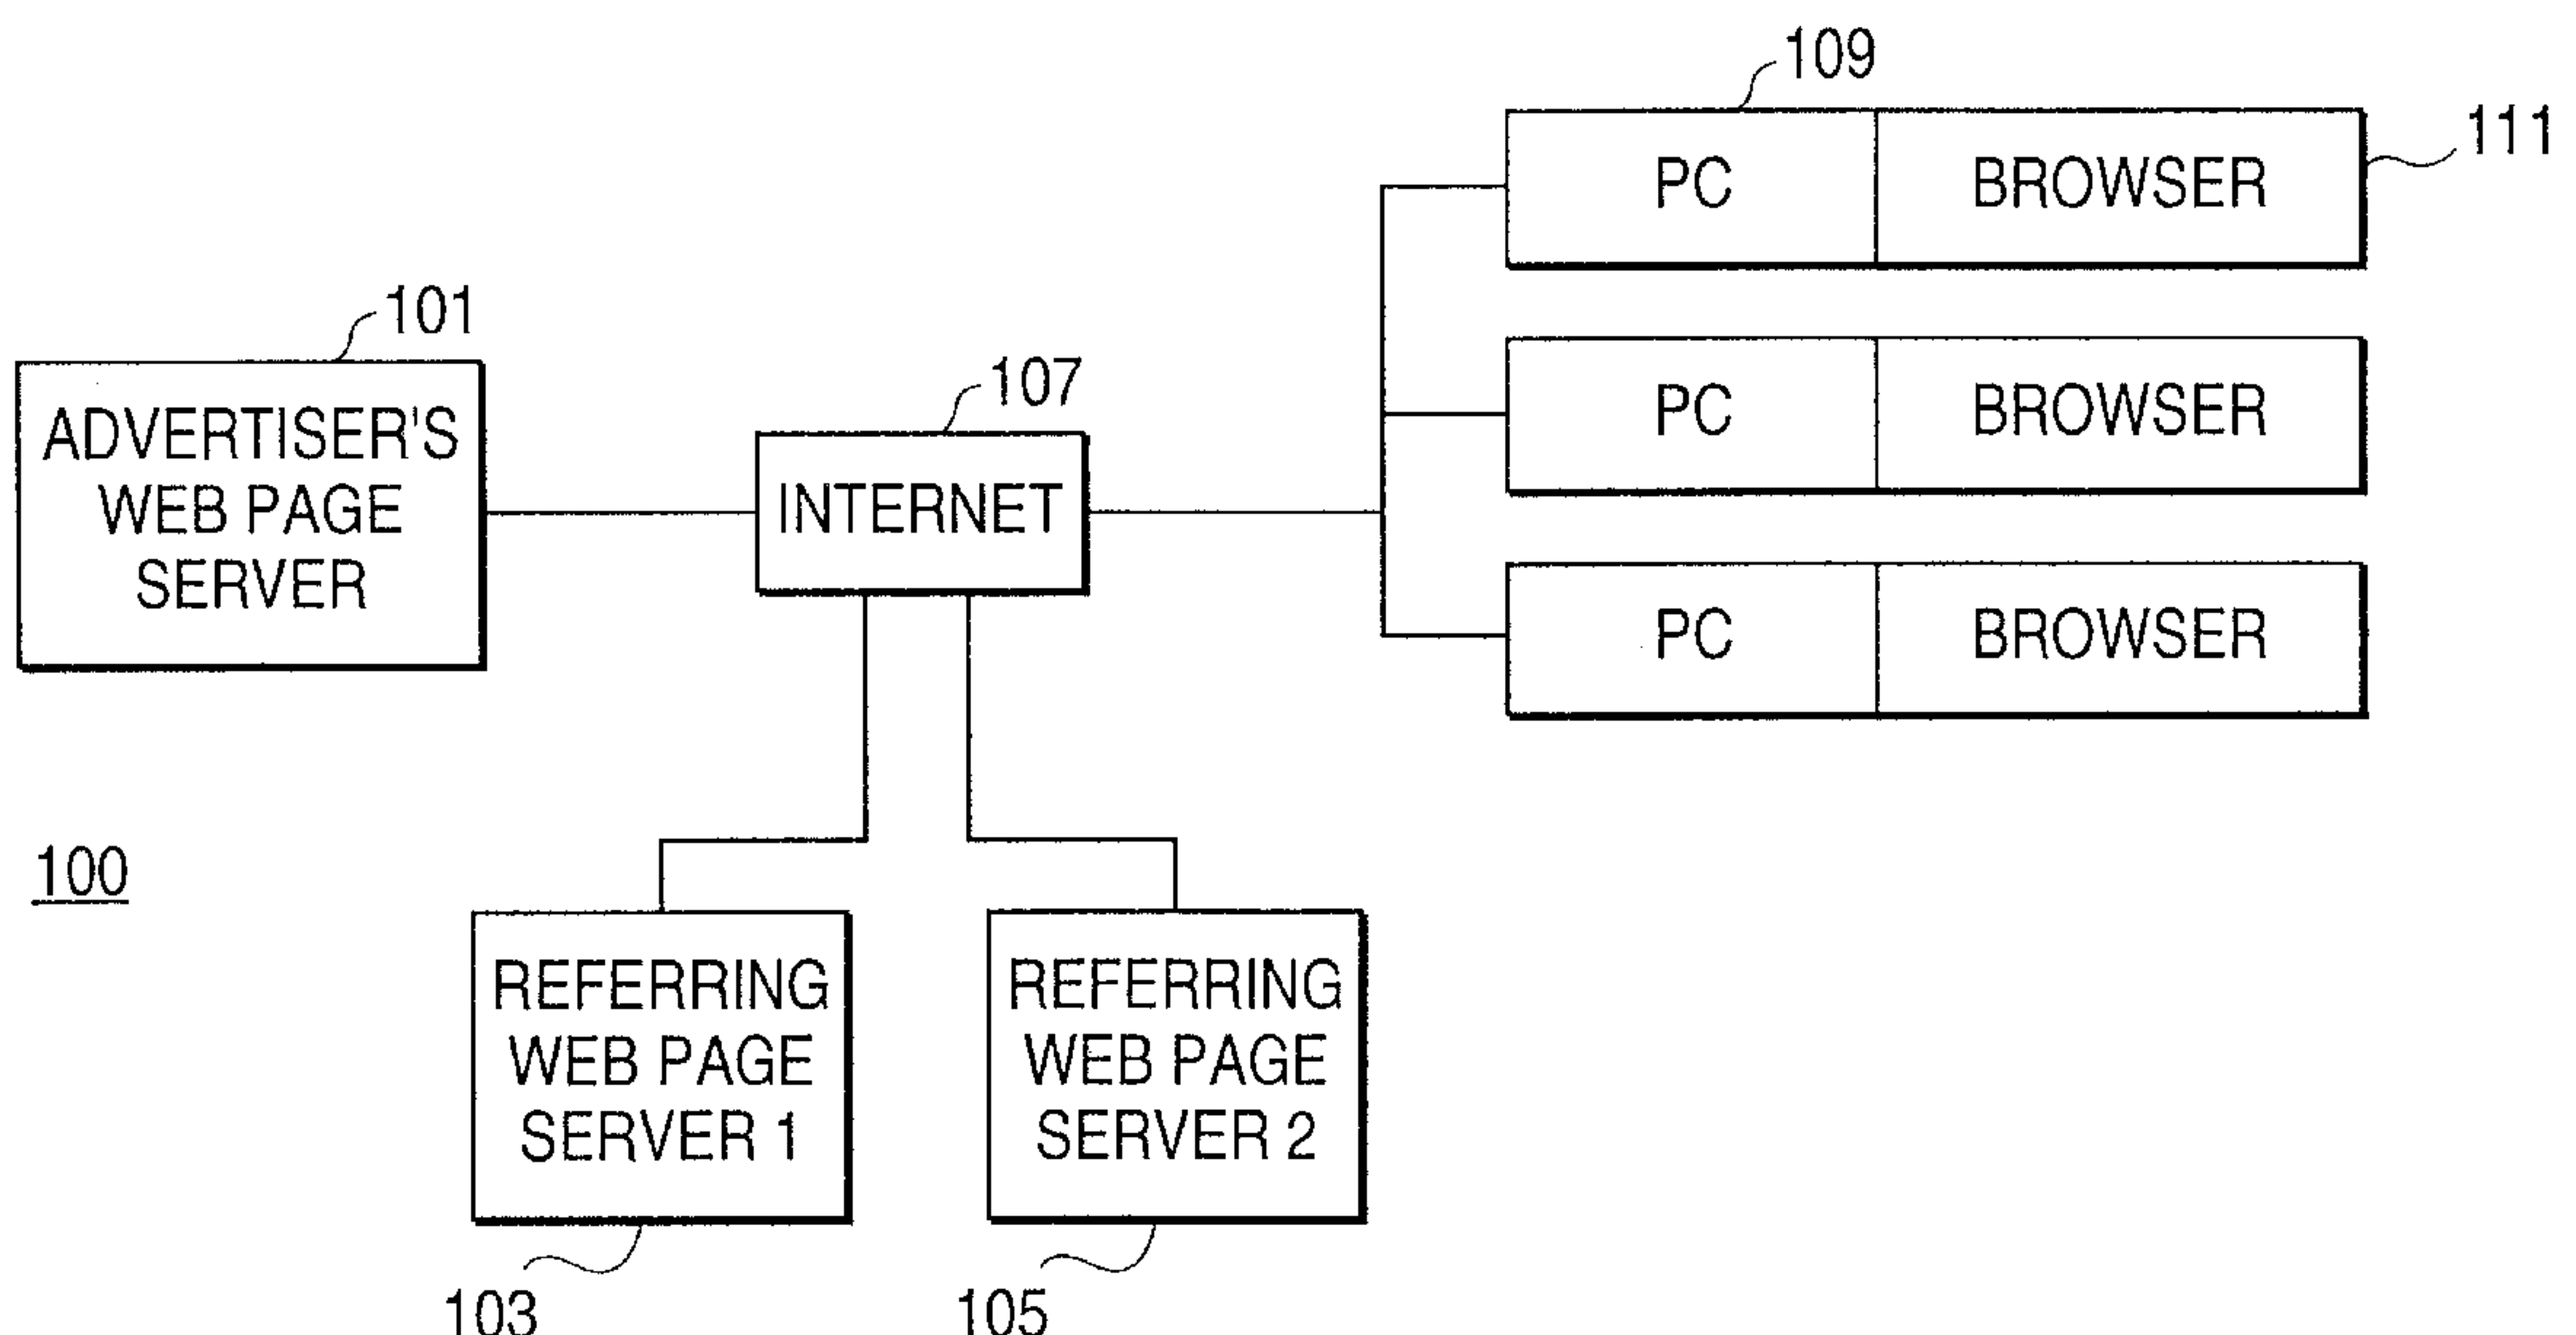 109
PC BROWSER
111
101
ADVERTISER'S
WEB PAGE
SERVER
107
INTERNET
PC BROWSER
PC BROWSER
100
REFERRING
WEB PAGE
SERVER 1
REFERRING
WEB PAGE
SERVER 2
103
105